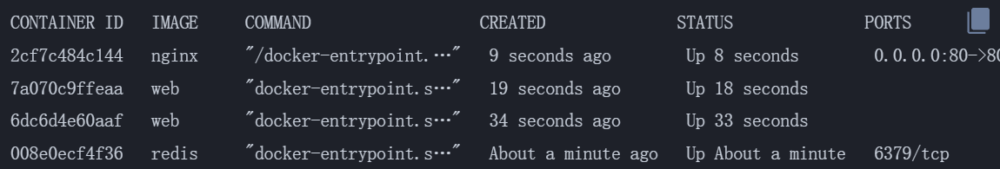 CONTAINER ID   IMAGE   COMMAND   CREATED   STATUS   PORTS
2cf7c484c144   nginx   "/docker-entrypoint.…"   9 seconds ago   Up 8 seconds   0.0.0.0:80->80
7a070c9ffeaa   web   "docker-entrypoint.s…"   19 seconds ago   Up 18 seconds
6dc6d4e60aaf   web   "docker-entrypoint.s…"   34 seconds ago   Up 33 seconds
008e0ecf4f36   redis   "docker-entrypoint.s…"   About a minute ago   Up About a minute   6379/tcp